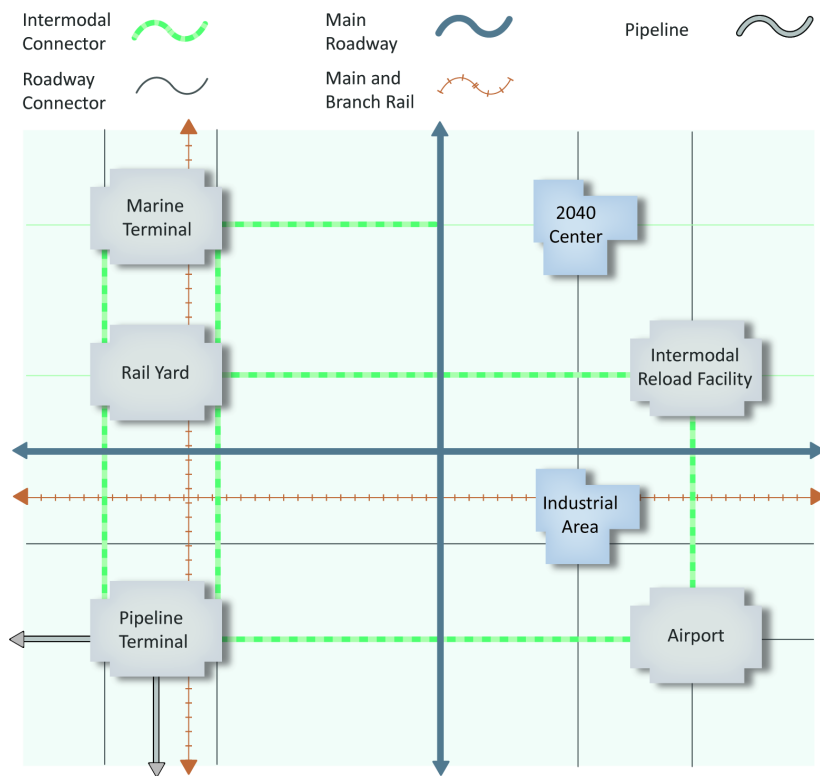 Intermodal
Connector
Main
Roadway
Pipeline
Roadway
Connector
Main and
Branch Rail
Marine
Terminal
2040
Center
Rail Yard
Intermodal
Reload Facility
Industrial
Area
Pipeline
Terminal
Airport